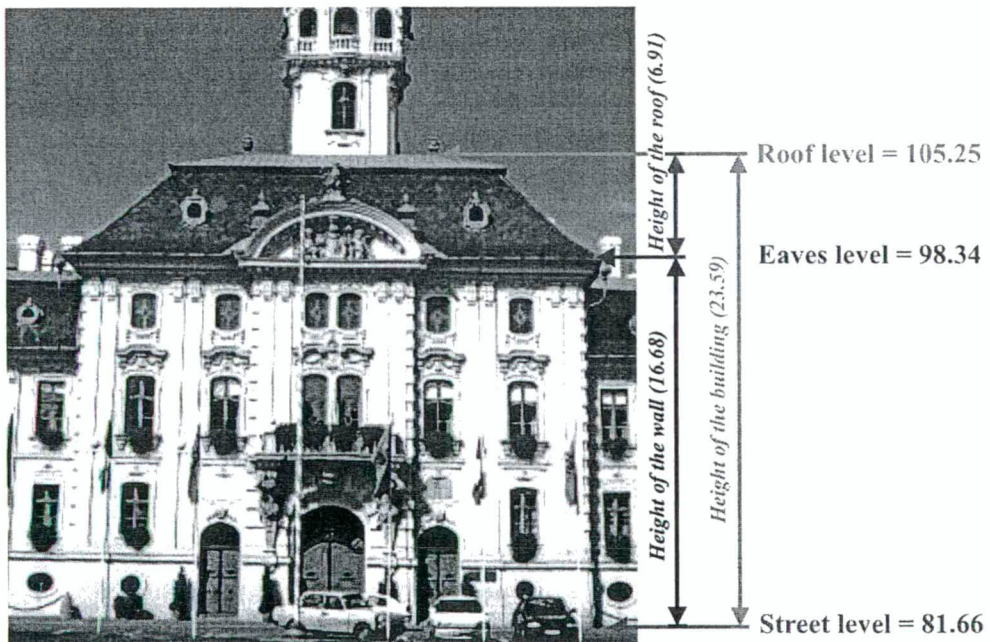 Height of the roof (6.91)
Roof level = 105.25
Eaves level = 98.34
Height of the wall (16.68)
Height of the building (23.59)
Street level = 81.66